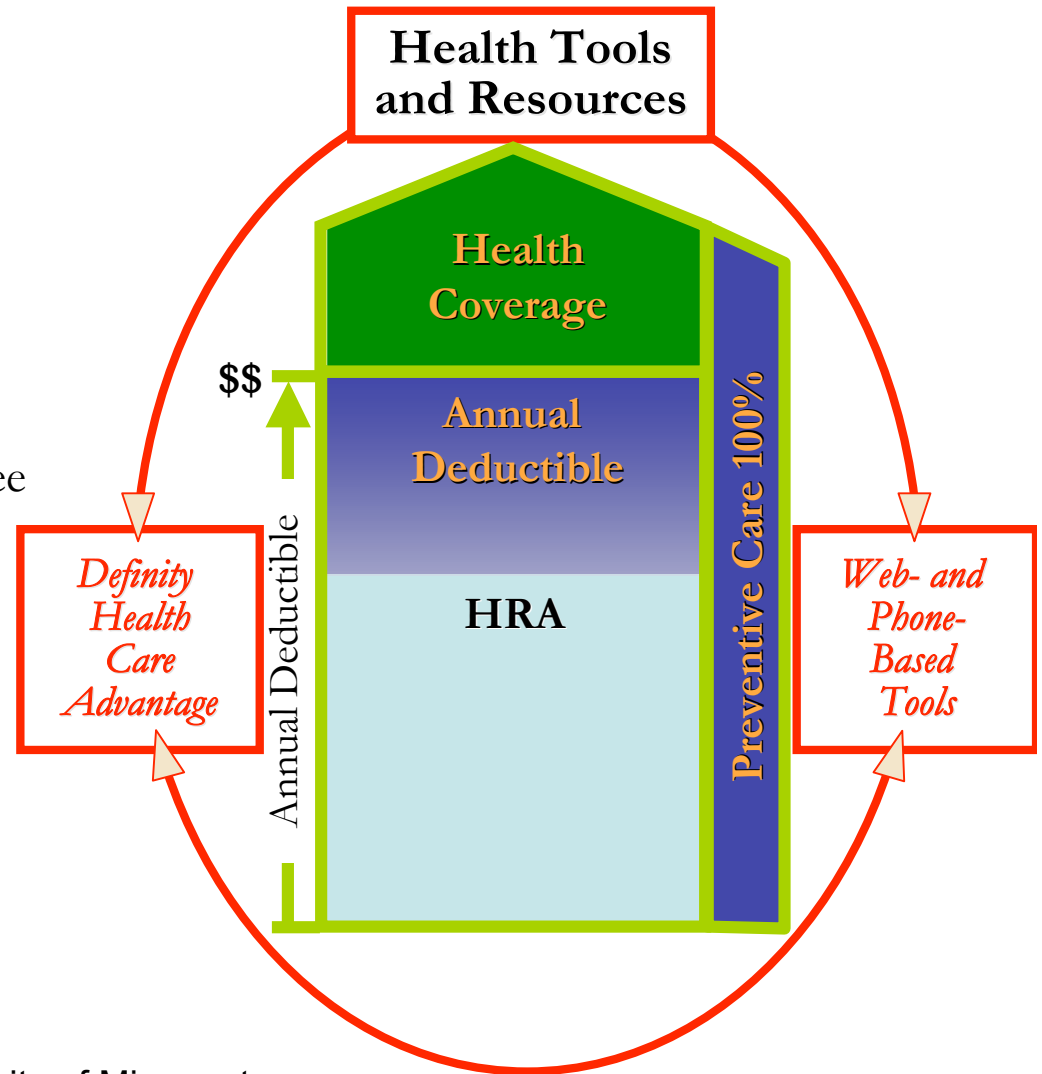 Health Tools
and Resources
Health
Coverage
$$
Annual
Deductible
Annual Deductible
HRA
Preventive Care 100%
Definity
Health
Care
Advantage
Web- and
Phone-
Based
Tools